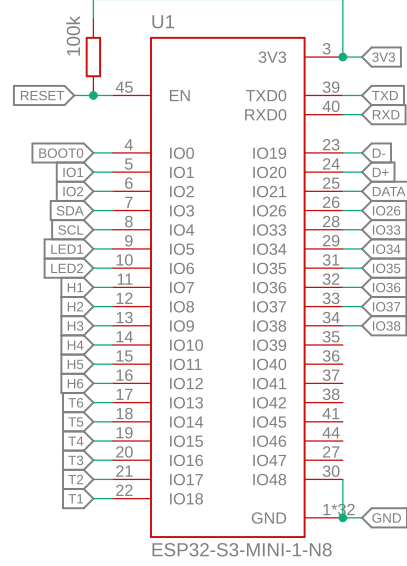 U1
100k
3 3V3
3V3
RESET 45 EN TXD0 39 TXD
RXD0 40 RXD
BOOT0 4 IO0 IO19 23 D-
IO1 5 IO1 IO20 24 D+
IO2 6 IO2 IO21 25 DATA
SDA 7 IO3 IO26 26 IO26
SCL 8 IO4 IO33 28 IO33
LED1 9 IO5 IO34 29 IO34
LED2 10 IO6 IO35 31 IO35
H1 11 IO7 IO36 32 IO36
H2 12 IO8 IO37 33 IO37
H3 13 IO9 IO38 34 IO38
H4 14 IO10 IO39 35
H5 15 IO11 IO40 36
H6 16 IO12 IO41 37
T6 17 IO13 IO42 38
T5 18 IO14 IO45 41
T4 19 IO15 IO46 44
T3 20 IO16 IO47 27
T2 21 IO17 IO48 30
T1 22 IO18
GND 1*32 GND
ESP32-S3-MINI-1-N8